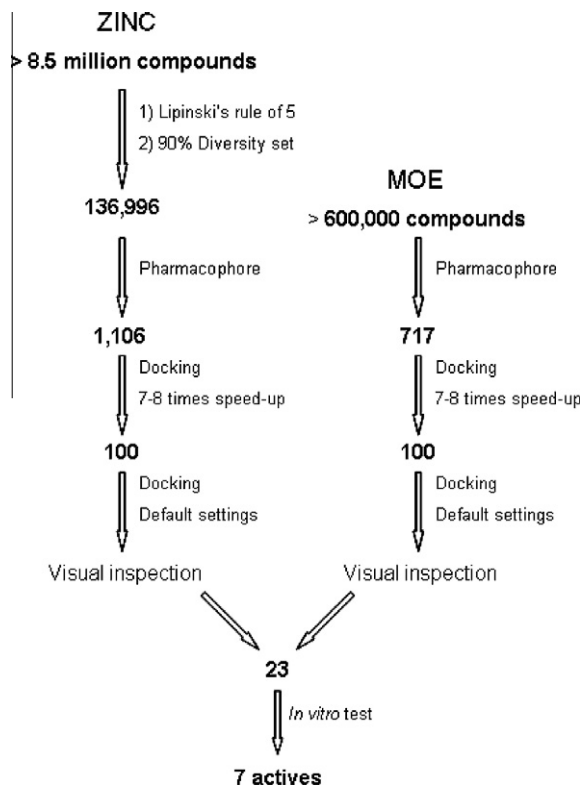 ZINC
> 8.5 million compounds
1) Lipinski's rule of 5
2) 90% Diversity set
136,996
Pharmacophore
1,106
Docking
7-8 times speed-up
100
Docking
Default settings
Visual inspection
MOE
> 600,000 compounds
Pharmacophore
717
Docking
7-8 times speed-up
100
Docking
Default settings
Visual inspection
23
In vitro test
7 actives